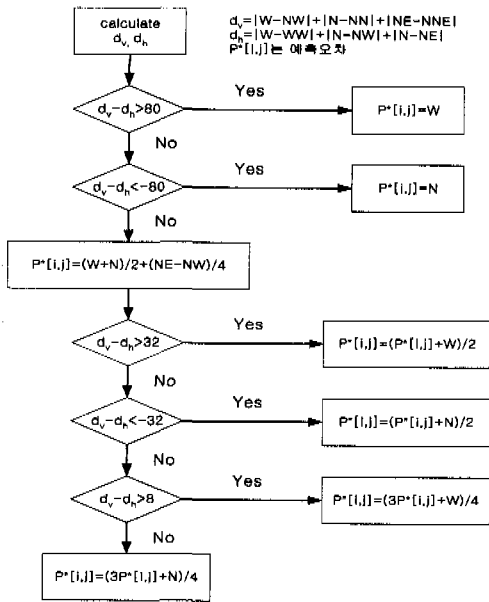 calculate
dᵥ, dₕ
dᵥ=|W-NW|+|N-NN|+|NE-NNE|
dₕ=|W-WW|+|N-NW|+|N-NE|
P*[i,j]는 예측오차
dᵥ-dₕ>80
Yes
P*[i,j]=W
No
dᵥ-dₕ<-80
Yes
P*[i,j]=N
No
P*[i,j]=(W+N)/2+(NE-NW)/4
dᵥ-dₕ>32
Yes
P*[i,j]=(P*[i,j]+W)/2
No
dᵥ-dₕ<-32
Yes
P*[i,j]=(P*[i,j]+N)/2
No
dᵥ-dₕ>8
Yes
P*[i,j]=(3P*[i,j]+W)/4
No
P*[i,j]=(3P*[i,j]+N)/4